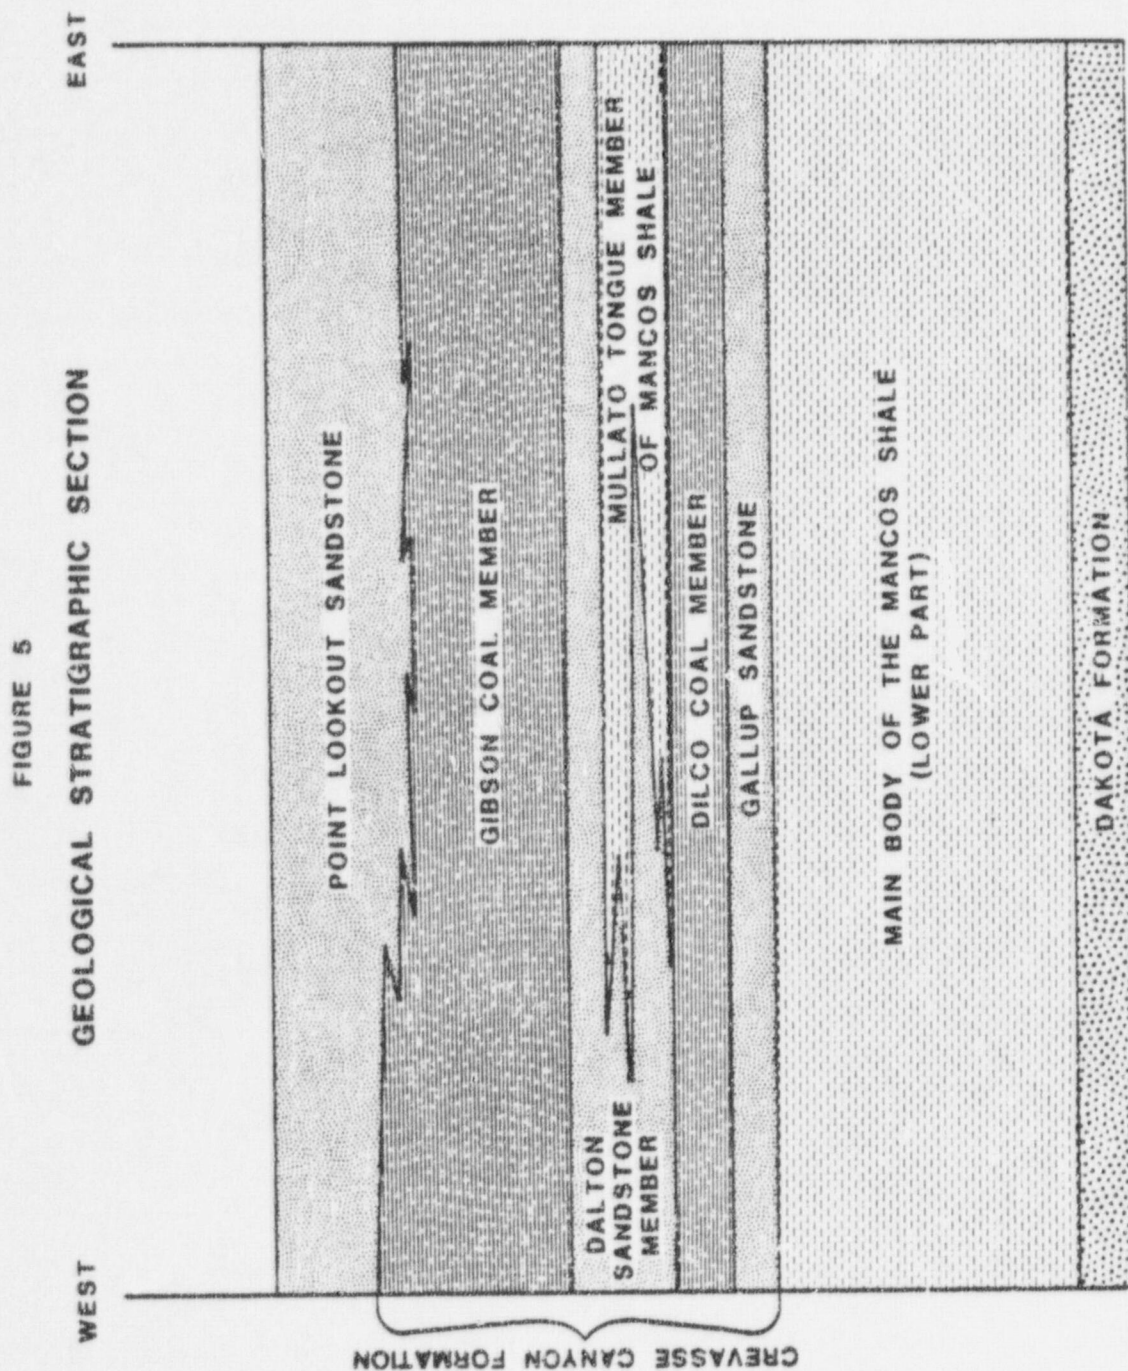 FIGURE 5
GEOLOGICAL STRATIGRAPHIC SECTION
WEST
EAST
POINT LOOKOUT SANDSTONE
GIBSON COAL MEMBER
DALTON
SANDSTONE
MEMBER
MULLATO TONGUE MEMBER
OF MANCOS SHALE
DILCO COAL MEMBER
GALLUP SANDSTONE
MAIN BODY OF THE MANCOS SHALE
(LOWER PART)
DAKOTA FORMATION
CREVASSE CANYON FORMATION